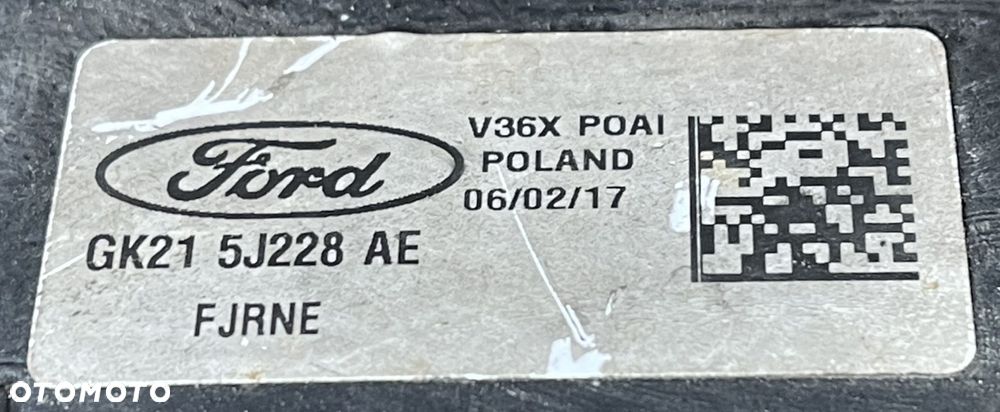 V36X POAI
Ford
POLAND
06/02/17
GK21 5J228 AE
FJRNE
OTOMOTO